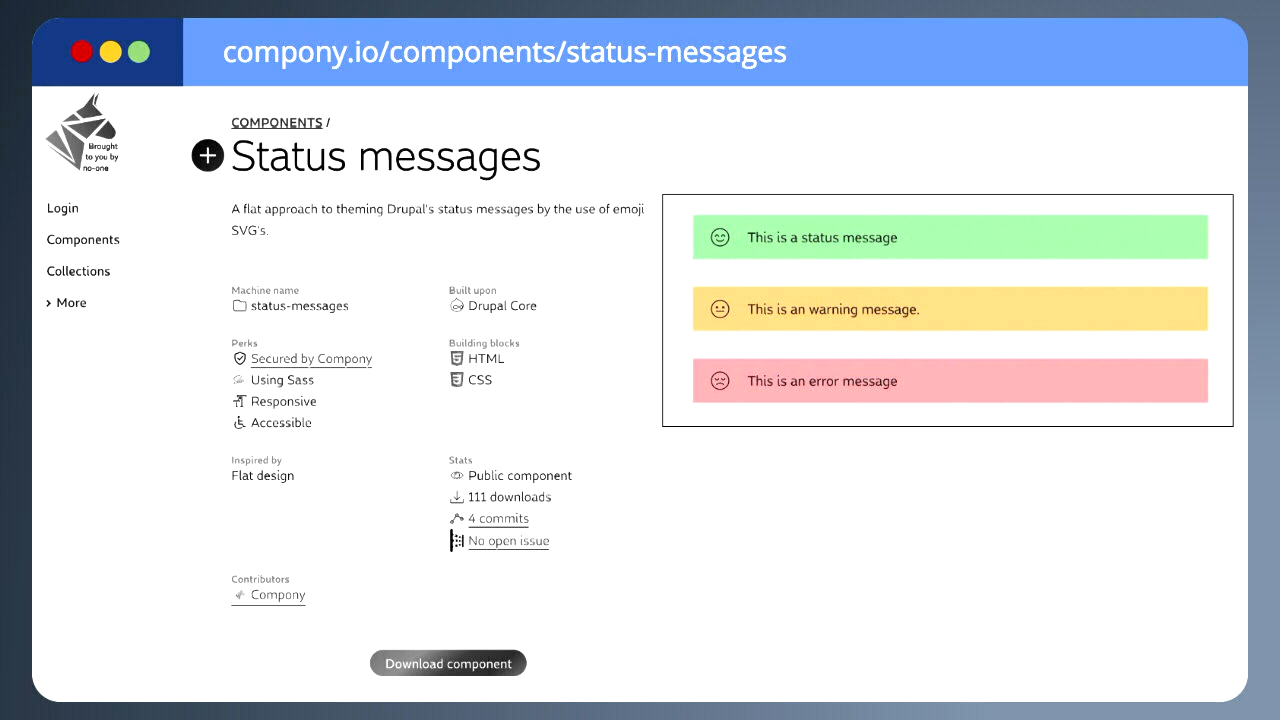 compony.io/components/status-messages
Brought
to you by
no-one
Login
Components
Collections
More
COMPONENTS /
Status messages
A flat approach to theming Drupal's status messages by the use of emoji
SVG's.
Machine name
status-messages
Built upon
Drupal Core
Perks
Secured by Compony
Using Sass
Responsive
Accessible
Building blocks
HTML
CSS
Inspired by
Flat design
Stats
Public component
111 downloads
4 commits
No open issue
Contributors
Compony
Download component
This is a status message
This is an warning message.
This is an error message